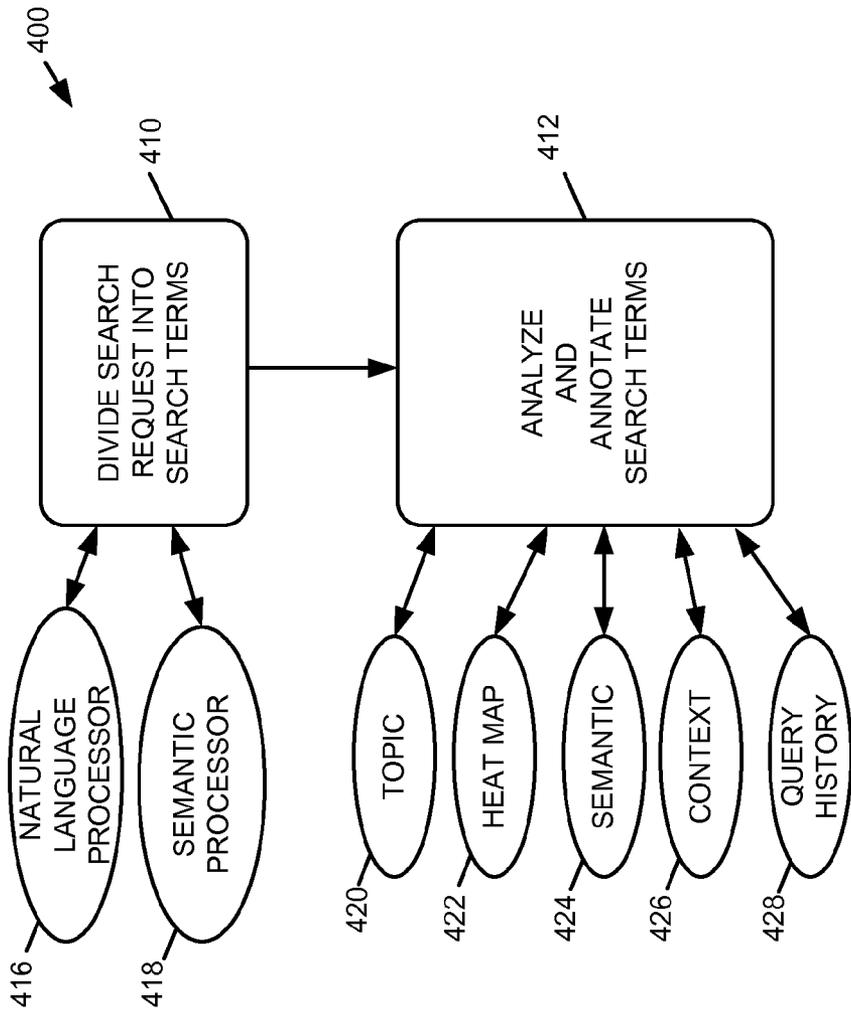 400
410
DIVIDE SEARCH
REQUEST INTO
SEARCH TERMS
NATURAL
LANGUAGE
PROCESSOR
416
SEMANTIC
PROCESSOR
418
412
ANALYZE
AND
ANNOTATE
SEARCH TERMS
TOPIC
420
HEAT MAP
422
SEMANTIC
424
CONTEXT
426
QUERY
HISTORY
428